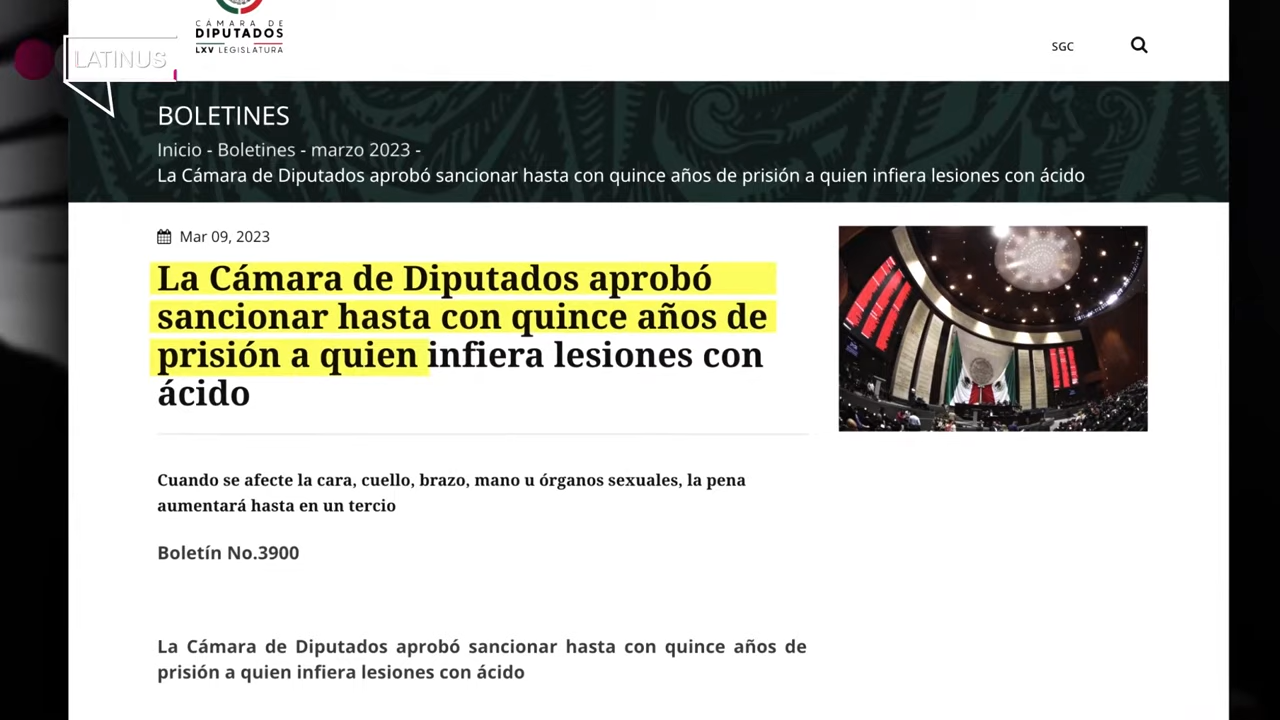 CÁMARA DE
DIPUTADOS
LXV LEGISLATURA
LATINUS
SGC
BOLETINES
Inicio - Boletines - marzo 2023 -
La Cámara de Diputados aprobó sancionar hasta con quince años de prisión a quien infiera lesiones con ácido
Mar 09, 2023
La Cámara de Diputados aprobó
sancionar hasta con quince años de
prisión a quien infiera lesiones con
ácido
Cuando se afecte la cara, cuello, brazo, mano u órganos sexuales, la pena
aumentará hasta en un tercio
Boletín No.3900
La Cámara de Diputados aprobó sancionar hasta con quince años de
prisión a quien infiera lesiones con ácido